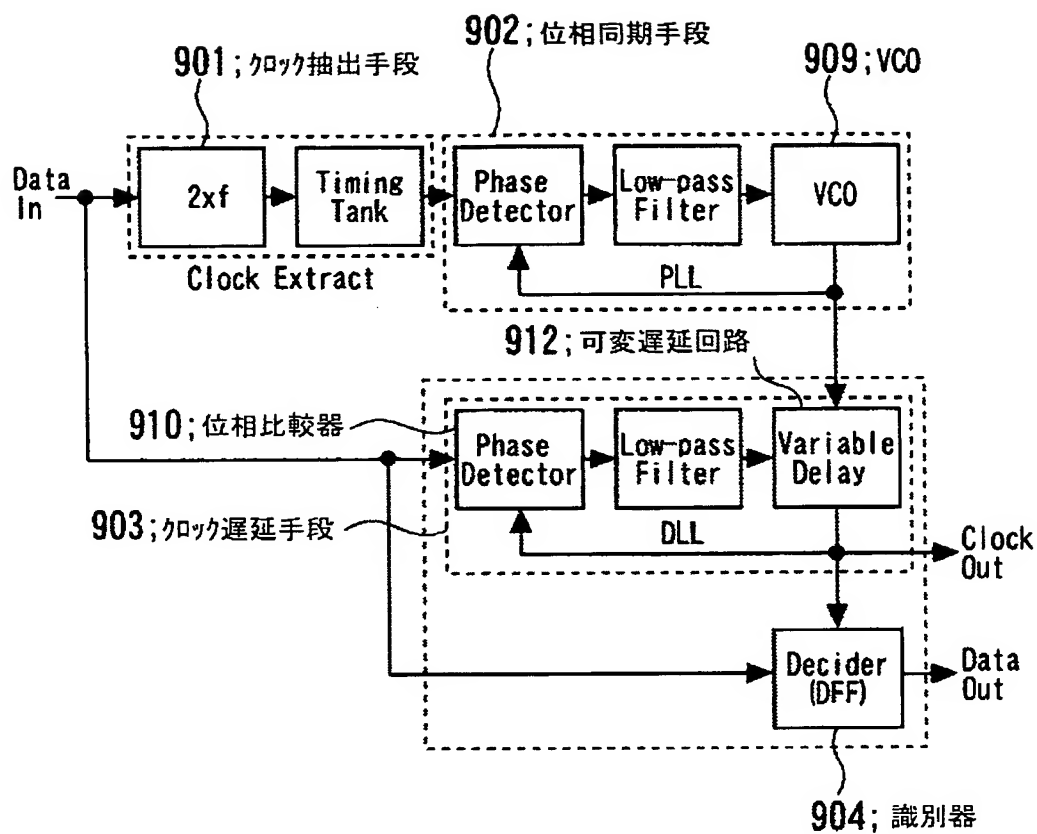 902;位相同期手段
901;ｸﾛｯｸ抽出手段
909;VCO
Data
In
2xf
Timing
Tank
Phase
Detector
Low-pass
Filter
VCO
Clock Extract
PLL
912;可変遅延回路
910;位相比較器
Phase
Detector
Low-pass
Filter
Variable
Delay
903;ｸﾛｯｸ遅延手段
DLL
Clock
Out
Decider
(DFF)
Data
Out
904;識別器